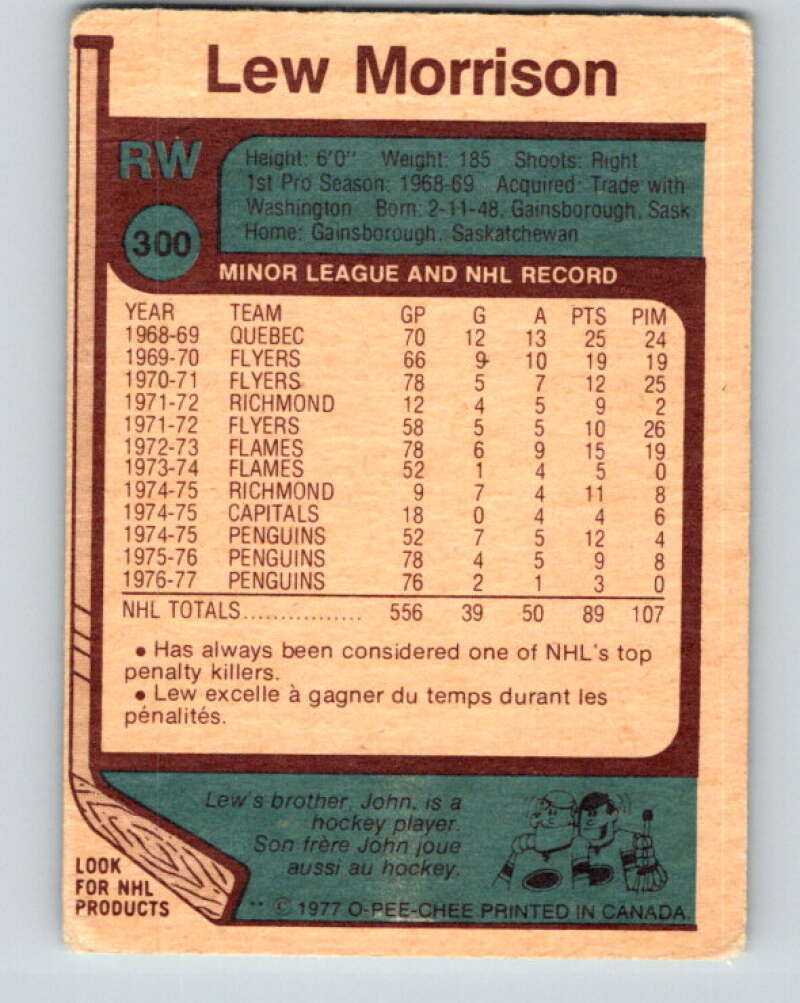 Lew Morrison
RW
Height: 6'0" Weight: 185 Shoots: Right
1st Pro Season: 1968-69 Acquired: Trade with
Washington Born: 2-11-48, Gainsborough, Sask
Home: Gainsborough, Saskatchewan
300
MINOR LEAGUE AND NHL RECORD
YEAR TEAM GP G A PTS PIM
1968-69 QUEBEC 70 12 13 25 24
1969-70 FLYERS 66 9 10 19 19
1970-71 FLYERS 78 5 7 12 25
1971-72 RICHMOND 12 4 5 9 2
1971-72 FLYERS 58 5 5 10 26
1972-73 FLAMES 78 6 9 15 19
1973-74 FLAMES 52 1 4 5 0
1974-75 RICHMOND 9 7 4 11 8
1974-75 CAPITALS 18 0 4 4 6
1974-75 PENGUINS 52 7 5 12 4
1975-76 PENGUINS 78 4 5 9 8
1976-77 PENGUINS 76 2 1 3 0
NHL TOTALS................ 556 39 50 89 107
• Has always been considered one of NHL's top
penalty killers.
• Lew excelle à gagner du temps durant les
pénalités.
Lew's brother, John, is a
hockey player.
Son frère John joue
aussi au hockey.
LOOK
FOR NHL
PRODUCTS
** © 1977 O-PEE-CHEE PRINTED IN CANADA.